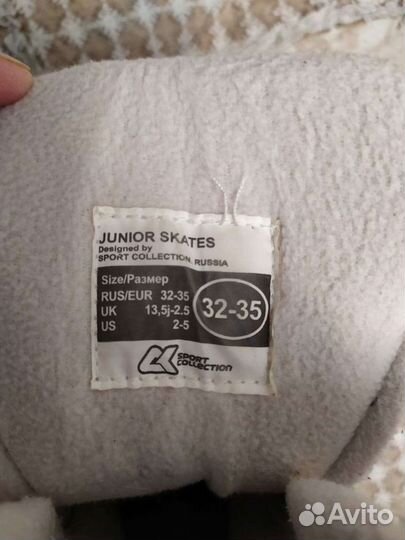 JUNIOR SKATES
Designed by
SPORT COLLECTION, RUSSIA
Size/Размер
RUS/EUR 32-35
UK 13,5j-2.5
US 2-5
32-35
SPORT
COLLECTION
Avito